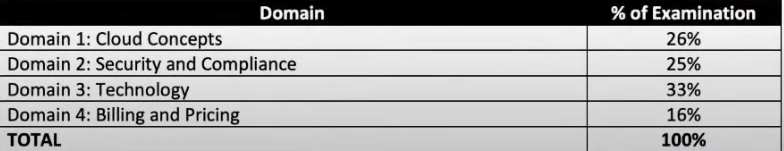 Domain % of Examination
Domain 1: Cloud Concepts 26%
Domain 2: Security and Compliance 25%
Domain 3: Technology 33%
Domain 4: Billing and Pricing 16%
TOTAL 100%